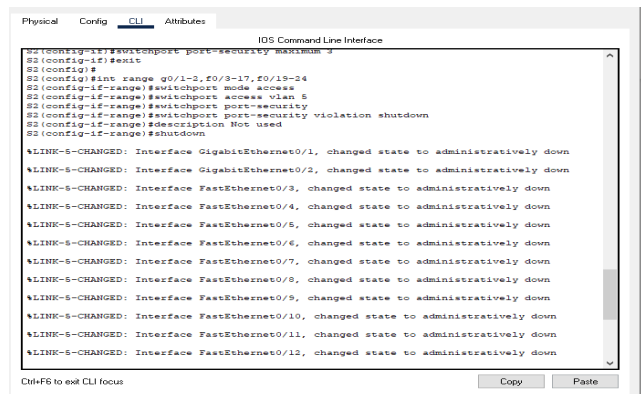 Physical Config CLI Attributes
IOS Command Line Interface
S2(config-if)#switchport port-security maximum 3
S2(config-if)#exit
S2(config)#
S2(config)#int range g0/1-2,f0/3-17,f0/19-24
S2(config-if-range)#switchport mode access
S2(config-if-range)#switchport access vlan 5
S2(config-if-range)#switchport port-security
S2(config-if-range)#switchport port-security violation shutdown
S2(config-if-range)#description Not used
S2(config-if-range)#shutdown
%LINK-5-CHANGED: Interface GigabitEthernet0/1, changed state to administratively down
%LINK-5-CHANGED: Interface GigabitEthernet0/2, changed state to administratively down
%LINK-5-CHANGED: Interface FastEthernet0/3, changed state to administratively down
%LINK-5-CHANGED: Interface FastEthernet0/4, changed state to administratively down
%LINK-5-CHANGED: Interface FastEthernet0/5, changed state to administratively down
%LINK-5-CHANGED: Interface FastEthernet0/6, changed state to administratively down
%LINK-5-CHANGED: Interface FastEthernet0/7, changed state to administratively down
%LINK-5-CHANGED: Interface FastEthernet0/8, changed state to administratively down
%LINK-5-CHANGED: Interface FastEthernet0/9, changed state to administratively down
%LINK-5-CHANGED: Interface FastEthernet0/10, changed state to administratively down
%LINK-5-CHANGED: Interface FastEthernet0/11, changed state to administratively down
%LINK-5-CHANGED: Interface FastEthernet0/12, changed state to administratively down
Ctrl+F6 to exit CLI focus Copy Paste